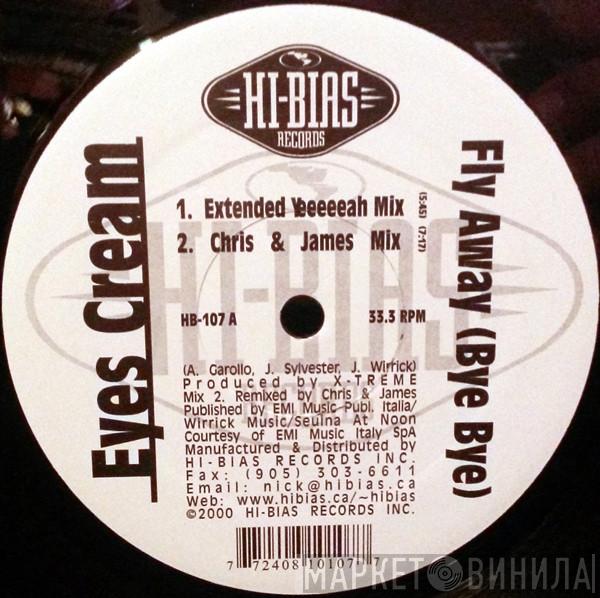 HI-BIAS
RECORDS
Eyes Cream
Fly Away (Bye Bye)
1. Extended Yeeeeeah Mix (5:45)
2. Chris & James Mix (7:17)
HI-BIAS
HB-107 A
33.3 RPM
(A. Garollo, J. Sylvester, J. Wirrick)
Produced by X-TREME
Mix 2. Remixed by Chris & James
Published by EMI Music Publ. Italia/
Wirrick Music/Seulna At Noon
Courtesy of EMI Music Italy SpA
Manufactured & Distributed by
HI-BIAS RECORDS INC.
Fax: (905) 303-6611
Email: nick@hibias.ca
Web: www.hibias.ca/~hibias
©2000 HI-BIAS RECORDS INC.
7 72408 10107 7
МАРКЕТ ВИНИЛА